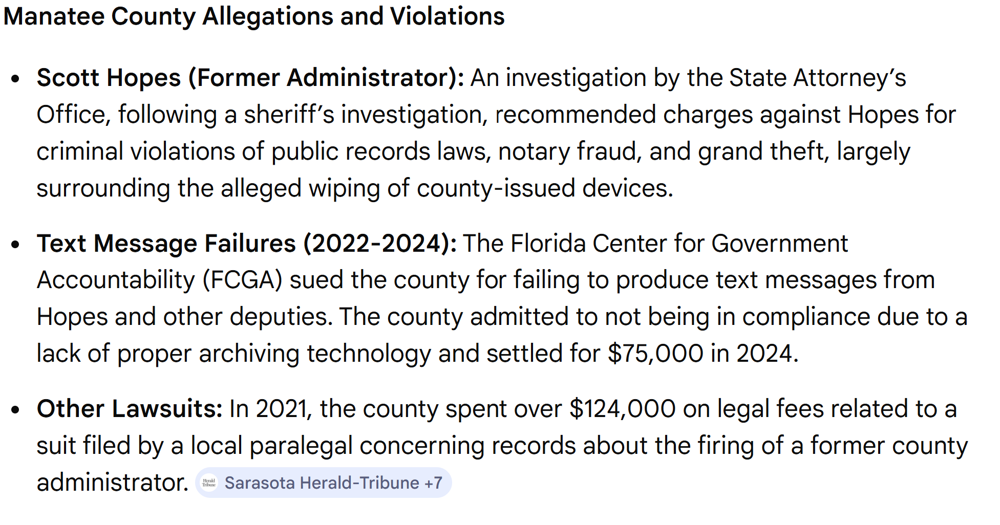 Manatee County Allegations and Violations
• Scott Hopes (Former Administrator): An investigation by the State Attorney’s
Office, following a sheriff’s investigation, recommended charges against Hopes for
criminal violations of public records laws, notary fraud, and grand theft, largely
surrounding the alleged wiping of county-issued devices.
• Text Message Failures (2022-2024): The Florida Center for Government
Accountability (FCGA) sued the county for failing to produce text messages from
Hopes and other deputies. The county admitted to not being in compliance due to a
lack of proper archiving technology and settled for $75,000 in 2024.
• Other Lawsuits: In 2021, the county spent over $124,000 on legal fees related to a
suit filed by a local paralegal concerning records about the firing of a former county
administrator. Herald Tribune Sarasota Herald-Tribune +7